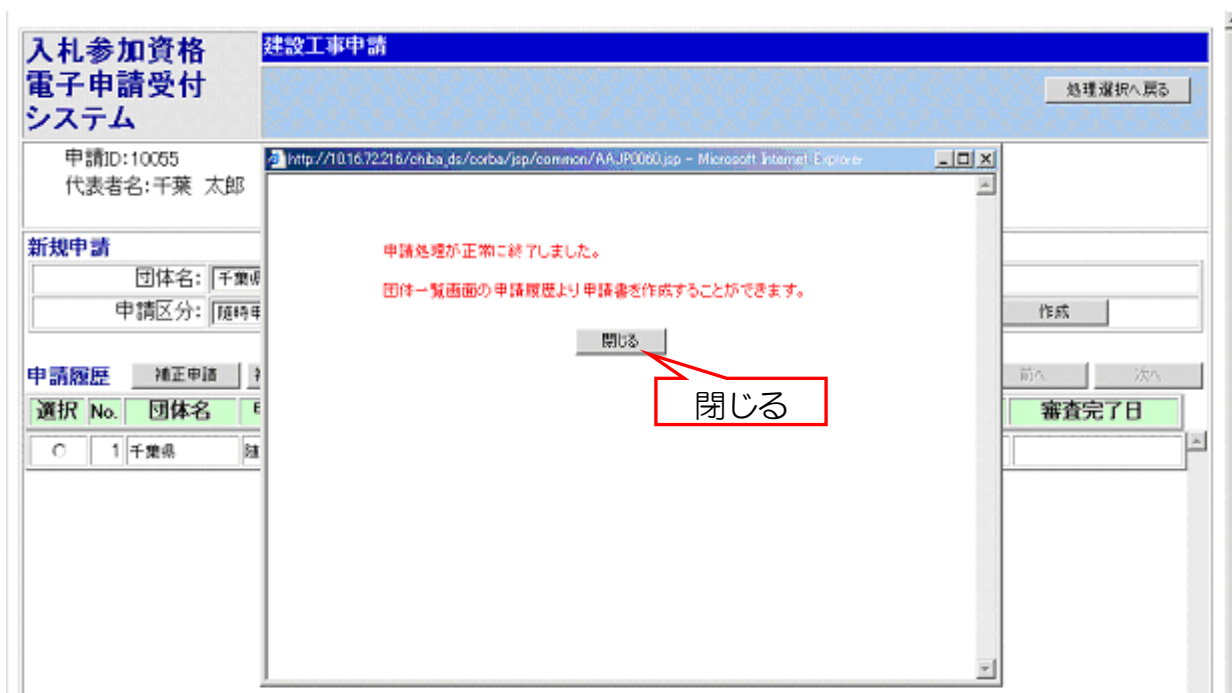 入札参加資格
電子申請受付
システム
建設工事申請
処理選択へ戻る
申請ID:10055
代表者名:千葉 太郎
http://10.16.72.216/chiba_ds/corba/jsp/common/AAJP0060.jsp - Microsoft Internet Explorer
申請処理が正常に終了しました。
団体一覧画面の申請履歴より申請書を作成することができます。
閉じる
閉じる
新規申請
団体名: 千葉県
申請区分: 随時申
作成
申請履歴 補正申請 前へ 次へ
選択 No. 団体名 審査完了日
1 千葉県 随